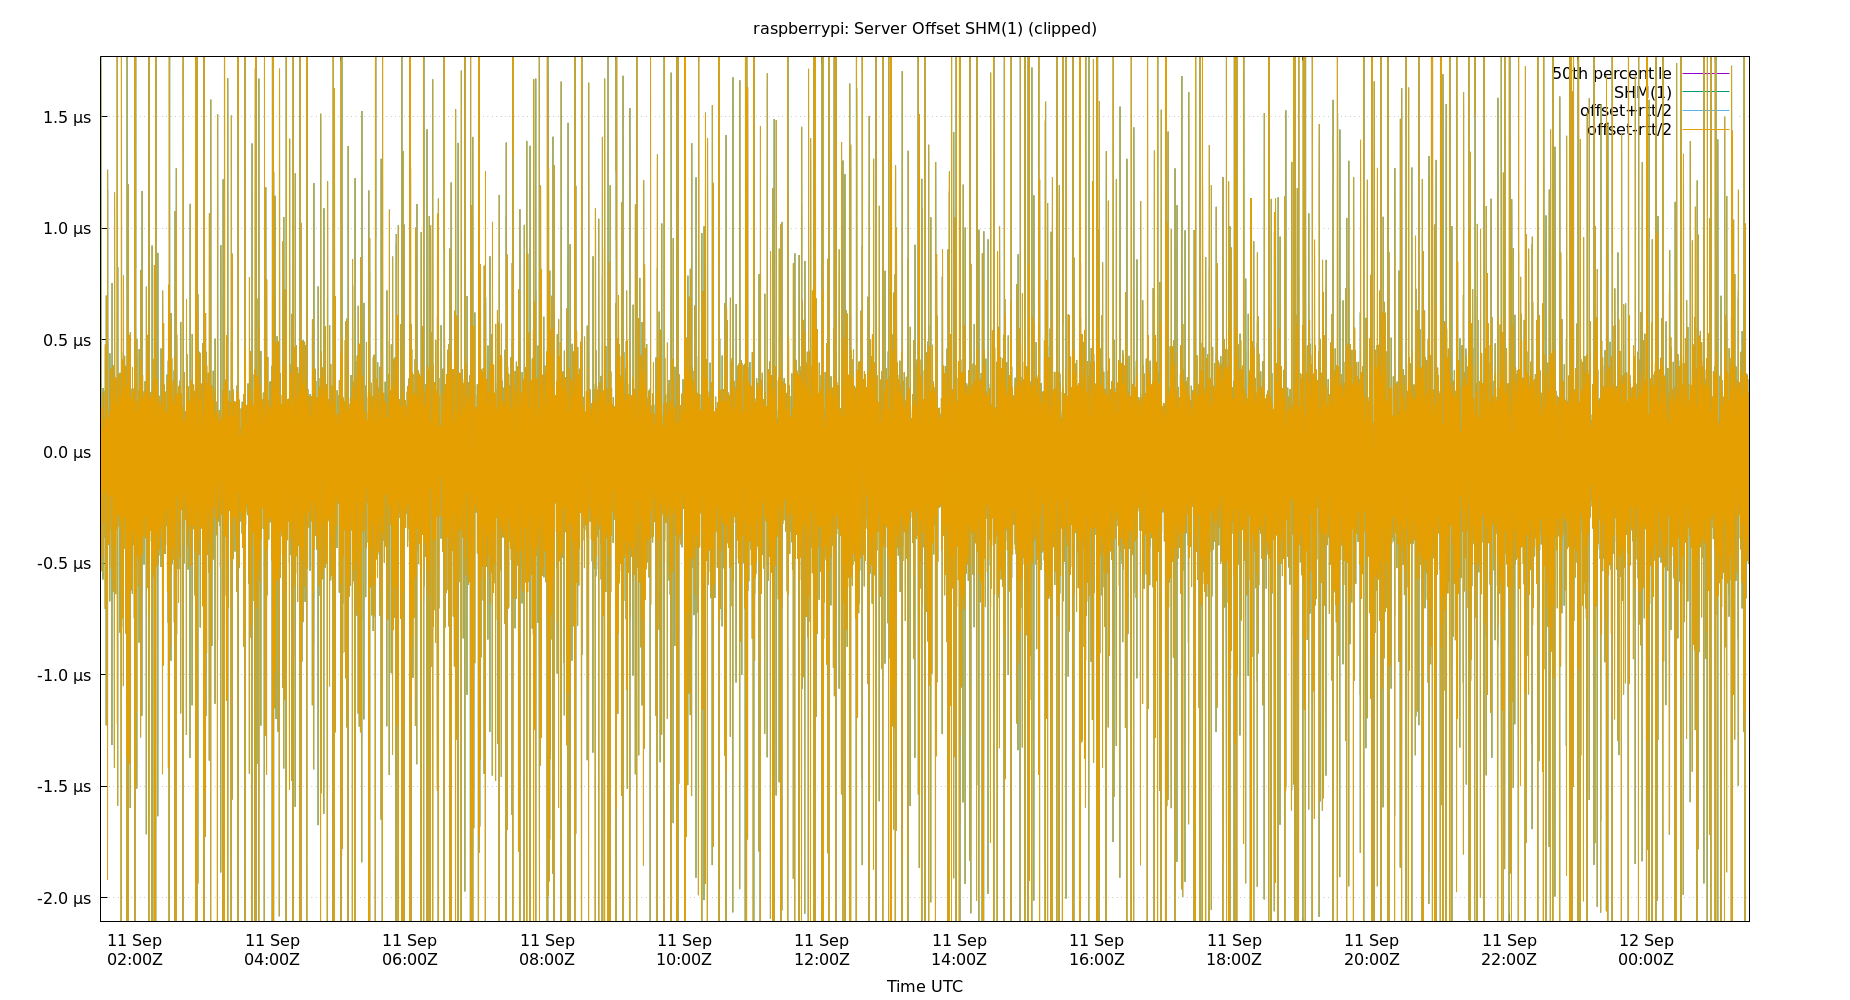 raspberrypi: Server Offset SHM(1) (clipped)
50th percentile
SHM(1)
offset+rtt/2
offset-rtt/2
1.5 µs
1.0 µs
0.5 µs
0.0 µs
-0.5 µs
-1.0 µs
-1.5 µs
-2.0 µs
11 Sep 11 Sep 11 Sep 11 Sep 11 Sep 11 Sep 11 Sep 11 Sep 11 Sep 11 Sep 11 Sep 12 Sep
02:00Z 04:00Z 06:00Z 08:00Z 10:00Z 12:00Z 14:00Z 16:00Z 18:00Z 20:00Z 22:00Z 00:00Z
Time UTC